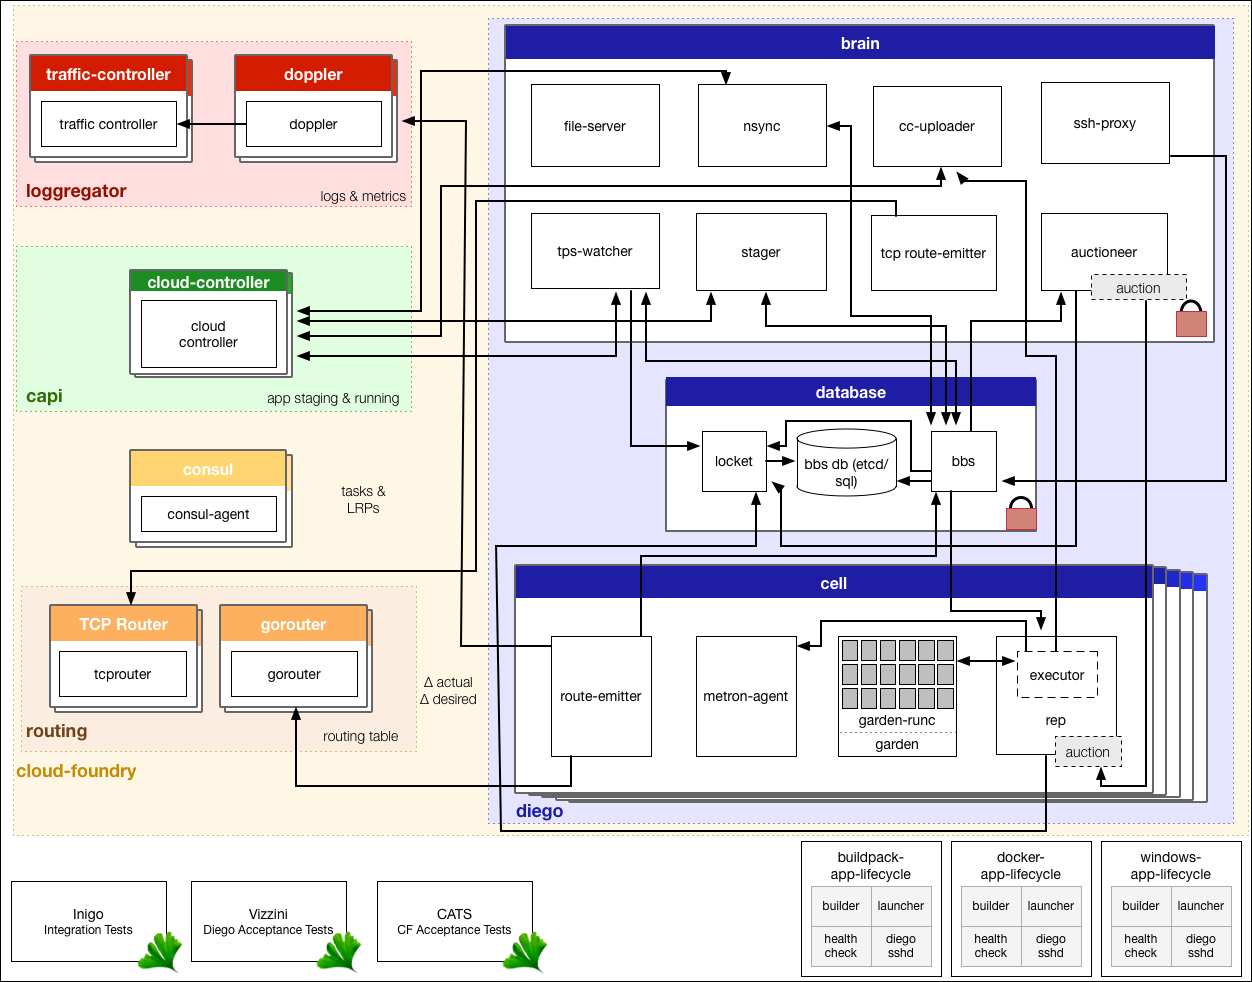 brain
traffic-controller
doppler
traffic controller
doppler
file-server
nsync
cc-uploader
ssh-proxy
loggregator
logs & metrics
tps-watcher
stager
tcp route-emitter
auctioneer
auction
cloud-controller
cloud
controller
capi
app staging & running
database
locket
bbs db (etcd/
sql)
bbs
consul
consul-agent
tasks &
LRPs
cell
TCP Router
gorouter
tcprouter
gorouter
Δ actual
Δ desired
routing
routing table
cloud-foundry
route-emitter
metron-agent
garden-runc
garden
executor
rep
auction
diego
Inigo
Integration Tests
Vizzini
Diego Acceptance Tests
CATS
CF Acceptance Tests
buildpack-
app-lifecycle
builder
launcher
health
check
diego
sshd
docker-
app-lifecycle
builder
launcher
health
check
diego
sshd
windows-
app-lifecycle
builder
launcher
health
check
diego
sshd